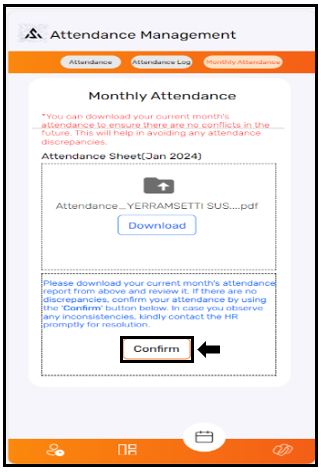 Attendance Management
Attendance
Attendance Log
Monthly Attendance
Monthly Attendance
*You can download your current month's
attendance to ensure there are no conflicts in the
future. This will help in avoiding any attendance
discrepancies.
Attendance Sheet(Jan 2024)
Attendance_YERRAMSETTI SUS....pdf
Download
Please download your current month's attendance
report from above and review it. If there are no
discrepancies, confirm your attendance by using
the 'Confirm' button below. In case you observe
any inconsistencies, kindly contact the HR
promptly for resolution.
Confirm